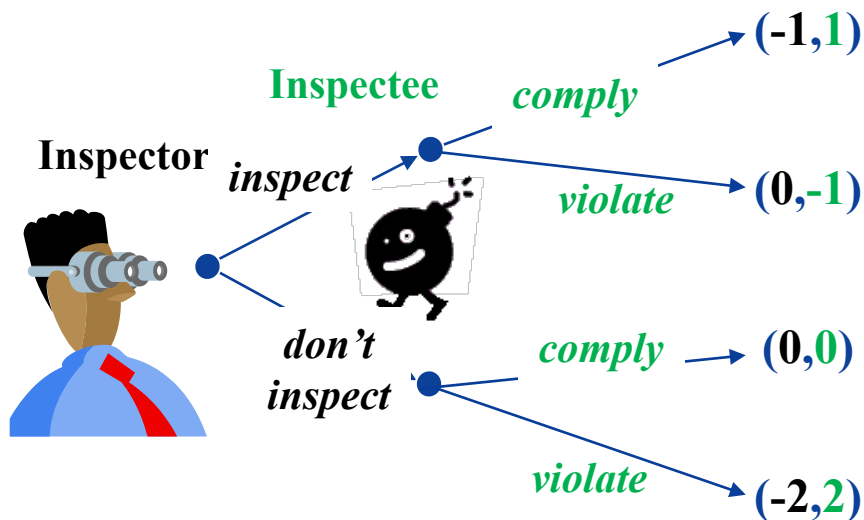 (-1,1)
Inspectee
comply
Inspector
inspect
violate
(0,-1)
don’t
inspect
comply
(0,0)
violate
(-2,2)